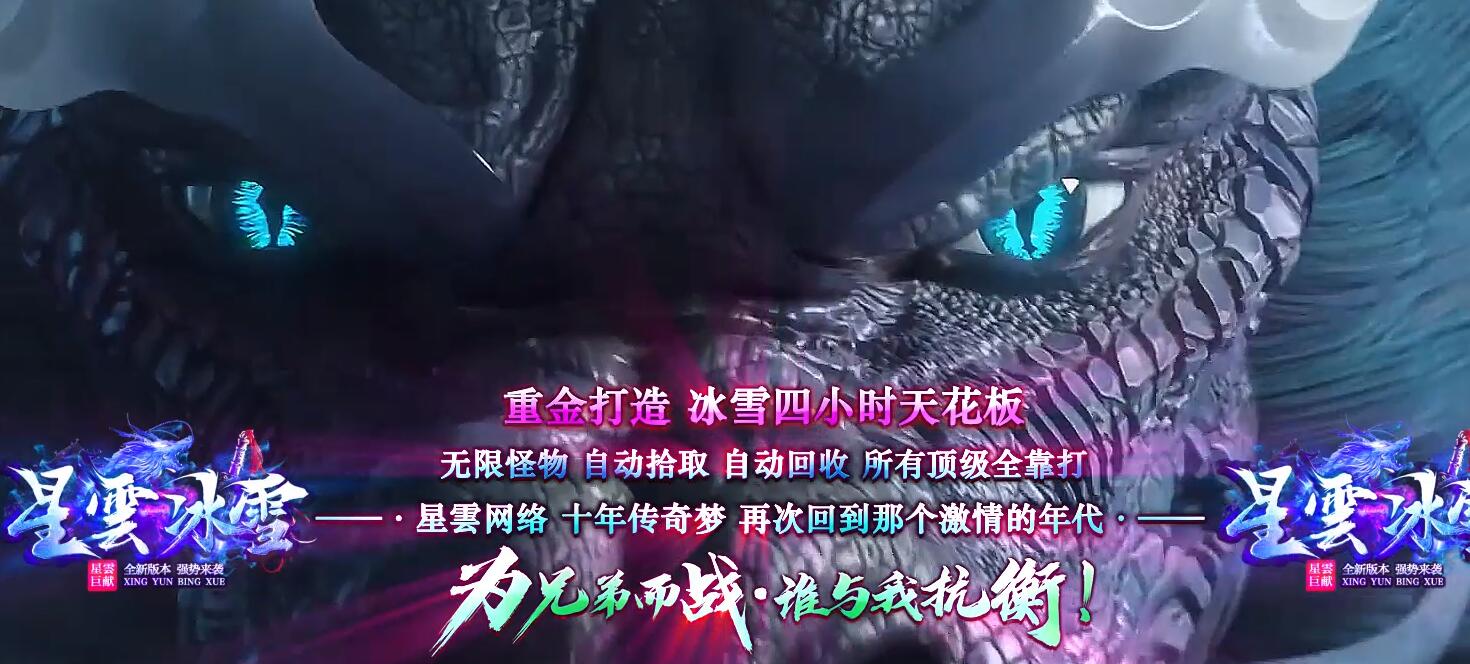 重金打造 冰雪四小时天花板
无限怪物 自动拾取 自动回收 所有顶级全靠打
·星雲网络 十年传奇梦 再次回到那个激情的年代·
为兄弟而战·谁与我抗衡！
星雲冰雪
星雲巨献
全新版本 强势来袭
XING YUN BING XUE
星雲冰雪
星雲巨献
全新版本 强势来袭
XING YUN BING XUE